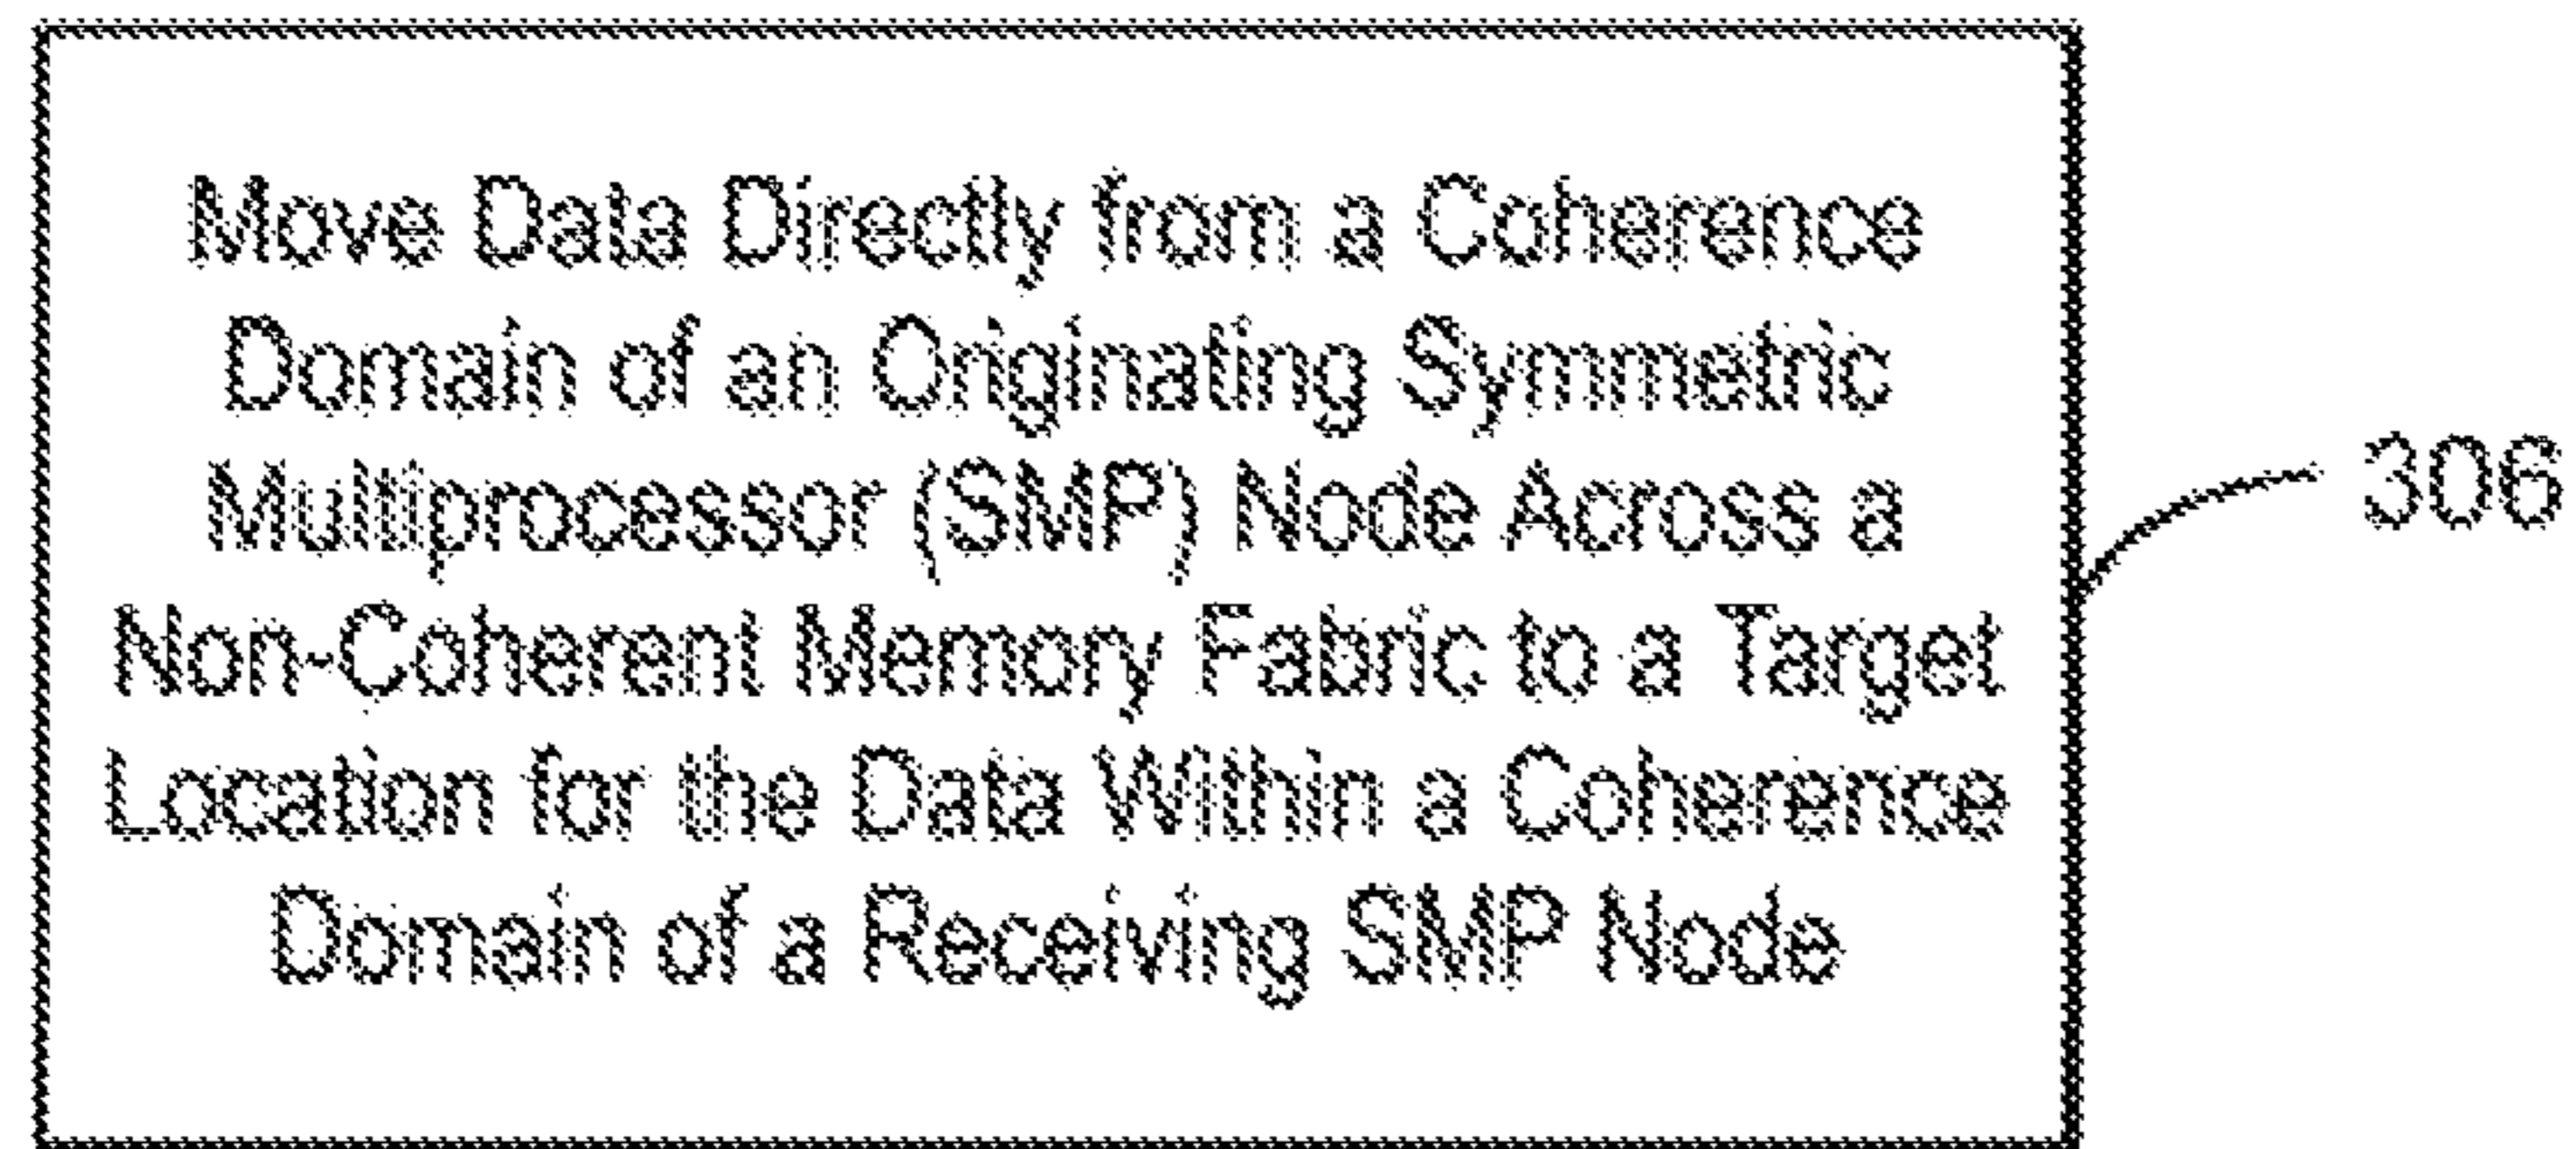 Move Data Directly from a Coherence
Domain of an Originating Symmetric
Multiprocessor (SMP) Node Across a
Non-Coherent Memory Fabric to a Target
Location for the Data Within a Coherence
Domain of a Receiving SMP Node
306